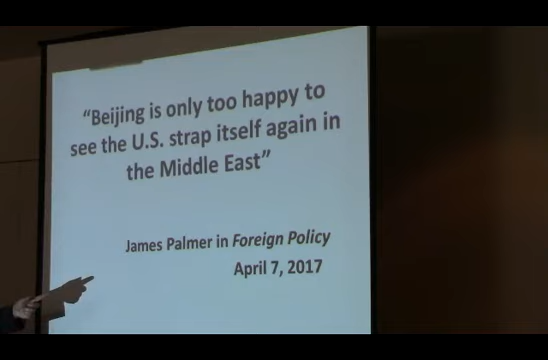 “Beijing is only too happy to
see the U.S. strap itself again in
the Middle East”
James Palmer in Foreign Policy
April 7, 2017